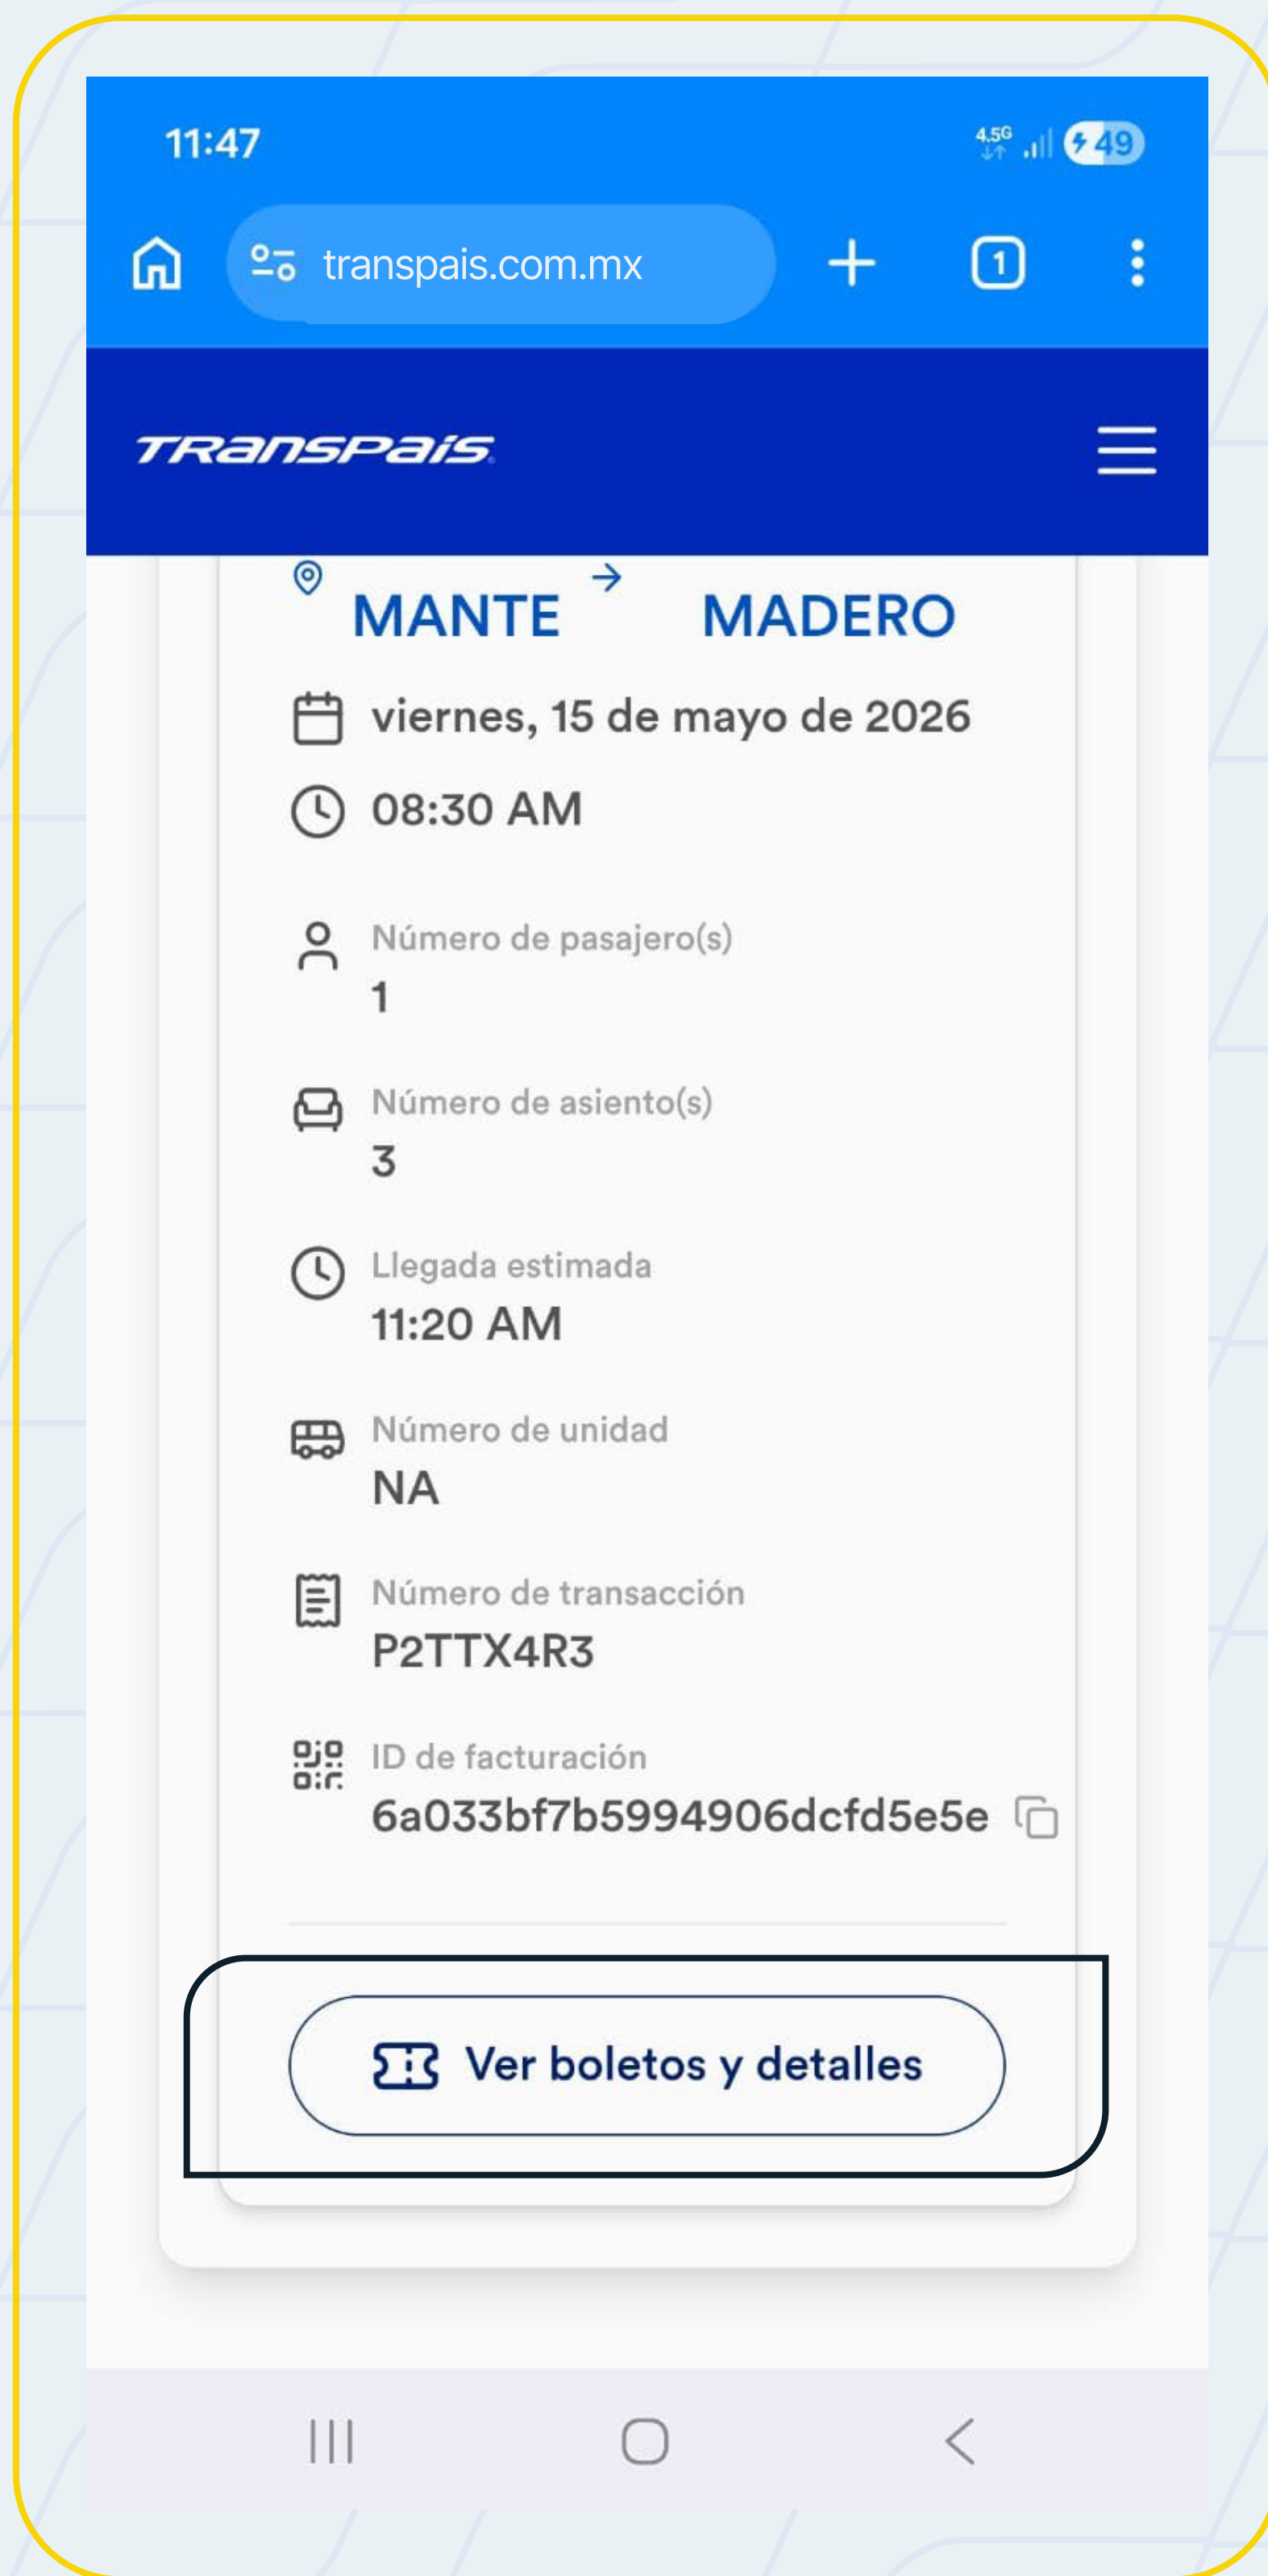 11:47
4.5G
49
transpais.com.mx
1
TRANSPAÍS
MANTE
MADERO
viernes, 15 de mayo de 2026
08:30 AM
Número de pasajero(s)
1
Número de asiento(s)
3
Llegada estimada
11:20 AM
Número de unidad
NA
Número de transacción
P2TTX4R3
ID de facturación
6a033bf7b5994906dcfd5e5e
Ver boletos y detalles